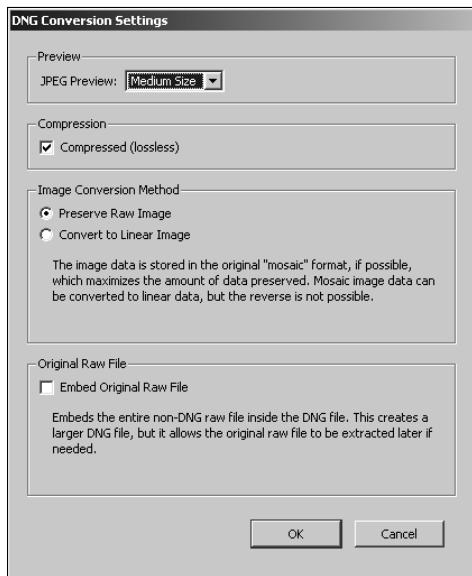 DNG Conversion Settings
Preview
JPEG Preview: Medium Size
Compression
Compressed (lossless)
Image Conversion Method
Preserve Raw Image
Convert to Linear Image
The image data is stored in the original "mosaic" format, if possible,
which maximizes the amount of data preserved. Mosaic image data can
be converted to linear data, but the reverse is not possible.
Original Raw File
Embed Original Raw File
Embeds the entire non-DNG raw file inside the DNG file. This creates a
larger DNG file, but it allows the original raw file to be extracted later if
needed.
OK Cancel